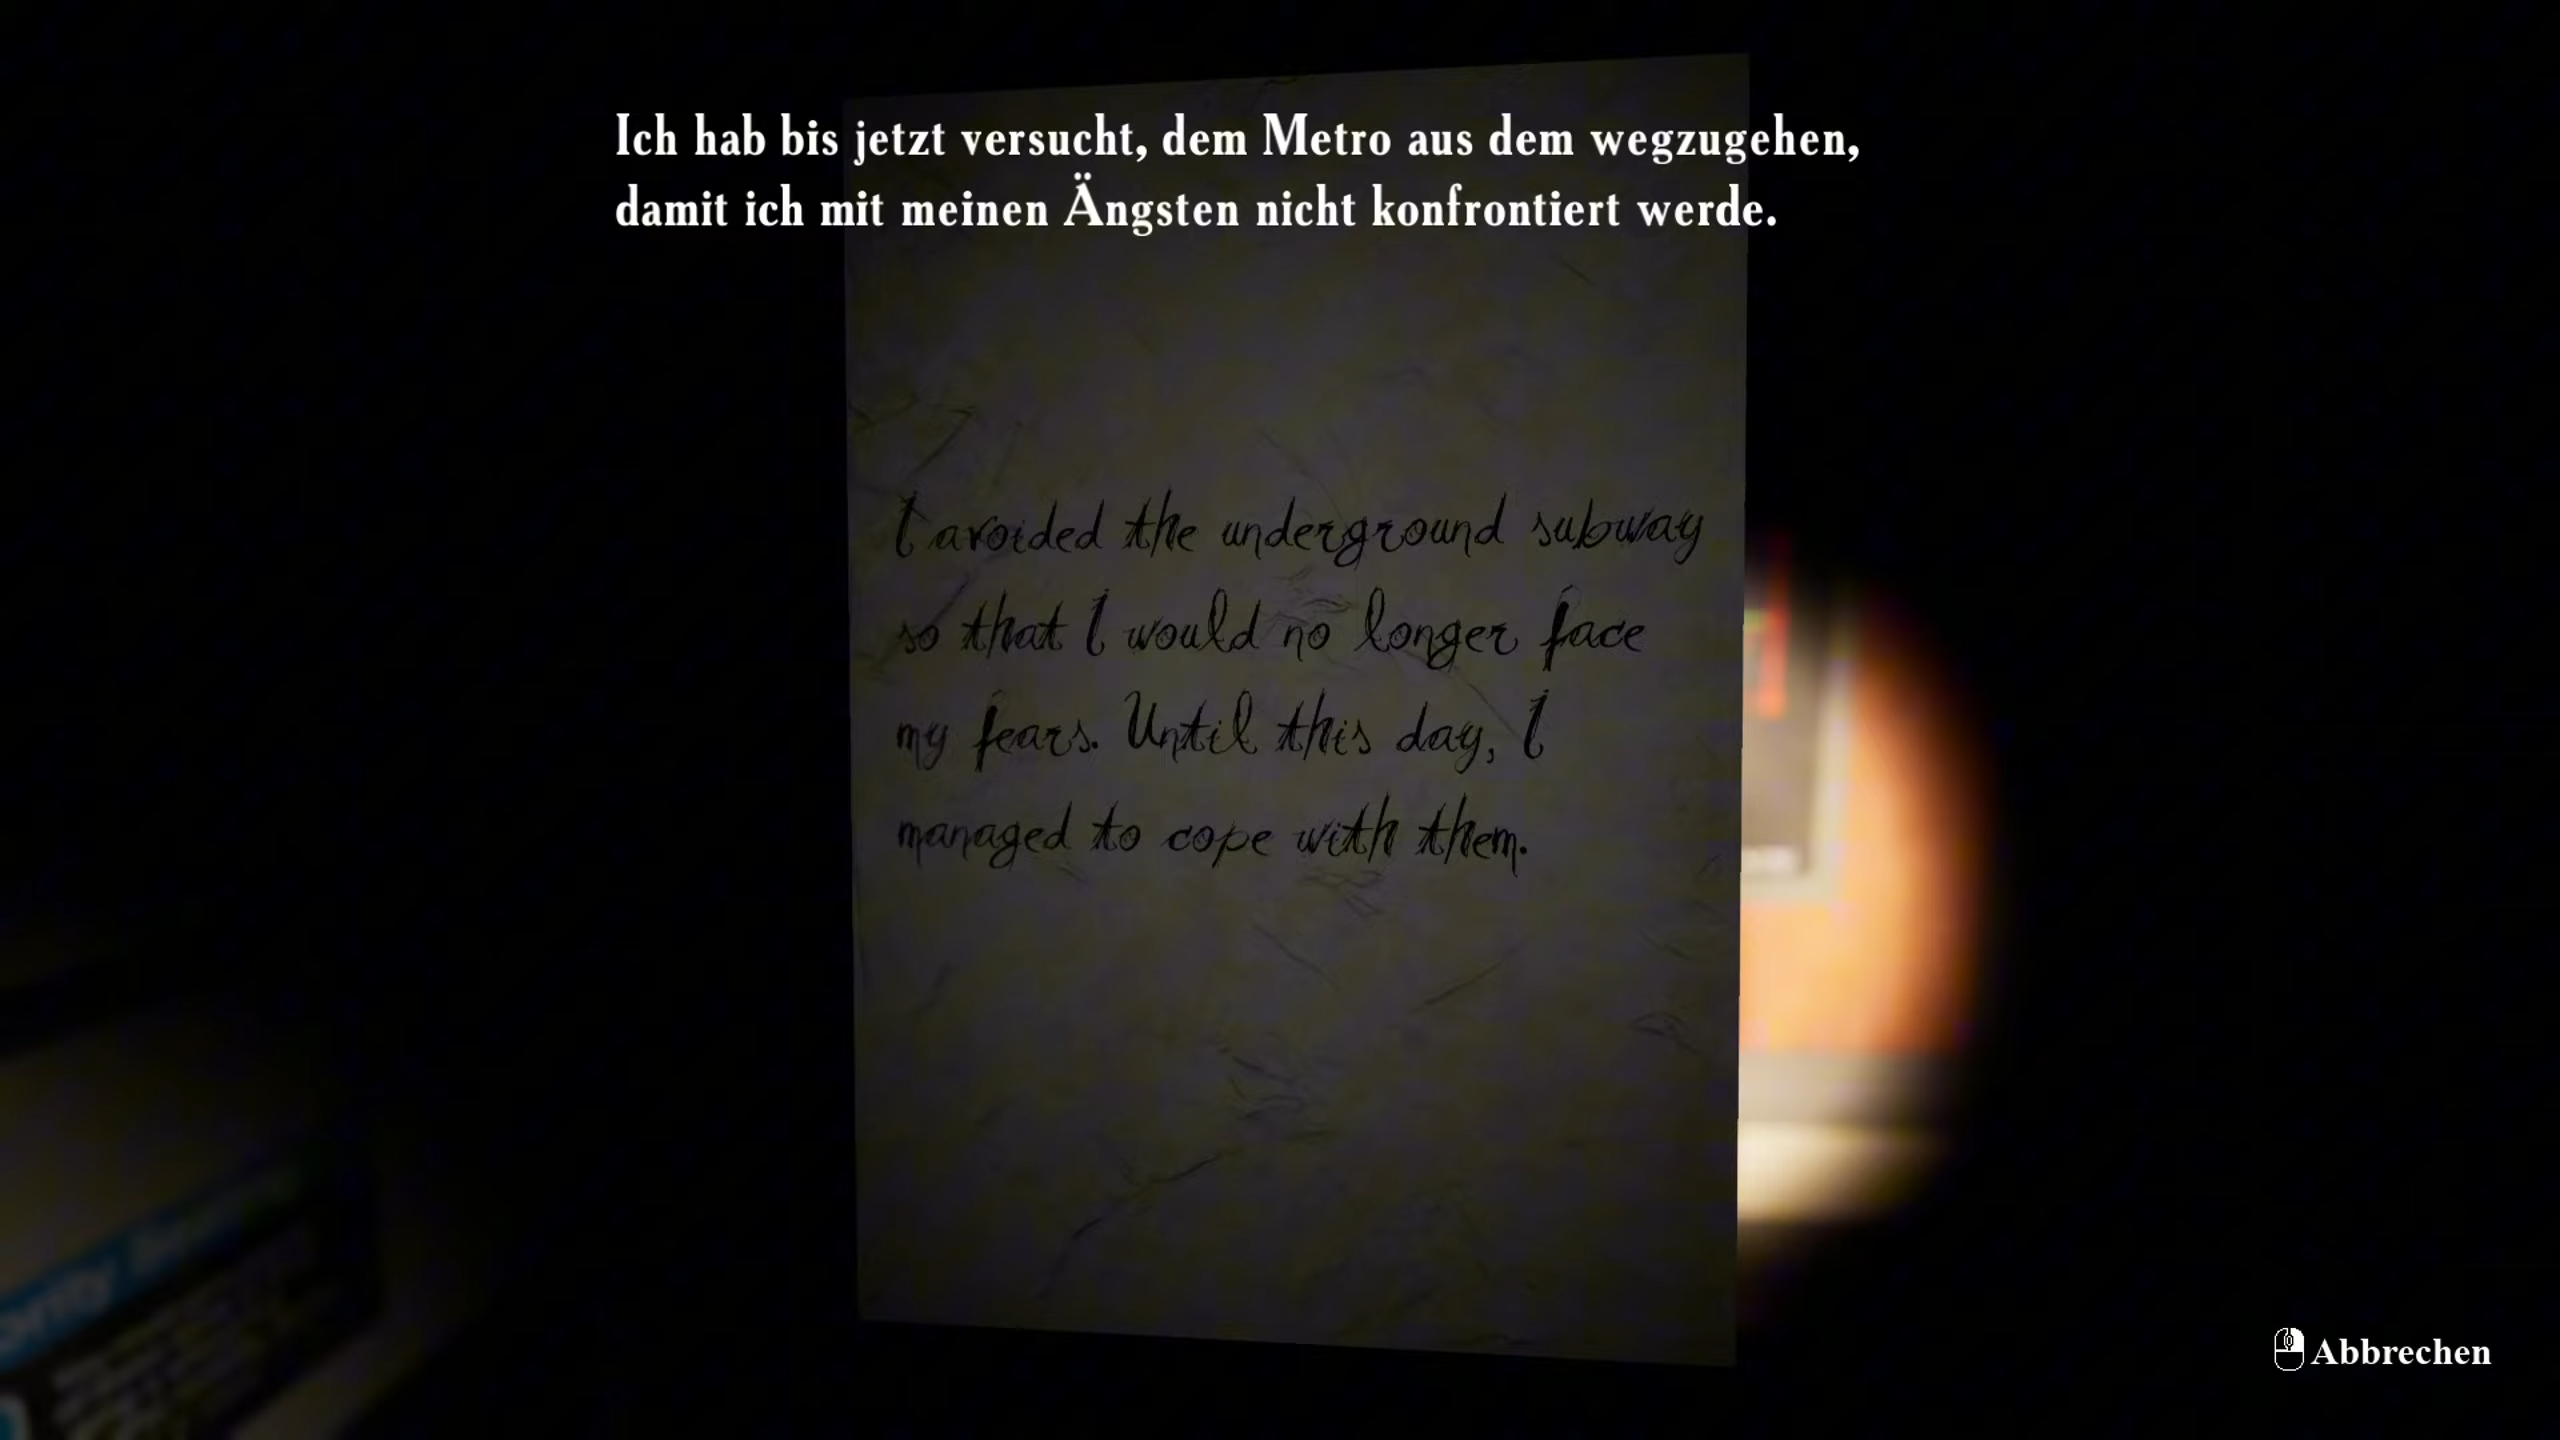 Ich hab bis jetzt versucht, dem Metro aus dem wegzugehen,
damit ich mit meinen Ängsten nicht konfrontiert werde.
I avoided the underground subway
so that I would no longer face
my fears. Until this day, I
managed to cope with them.
Abbrechen